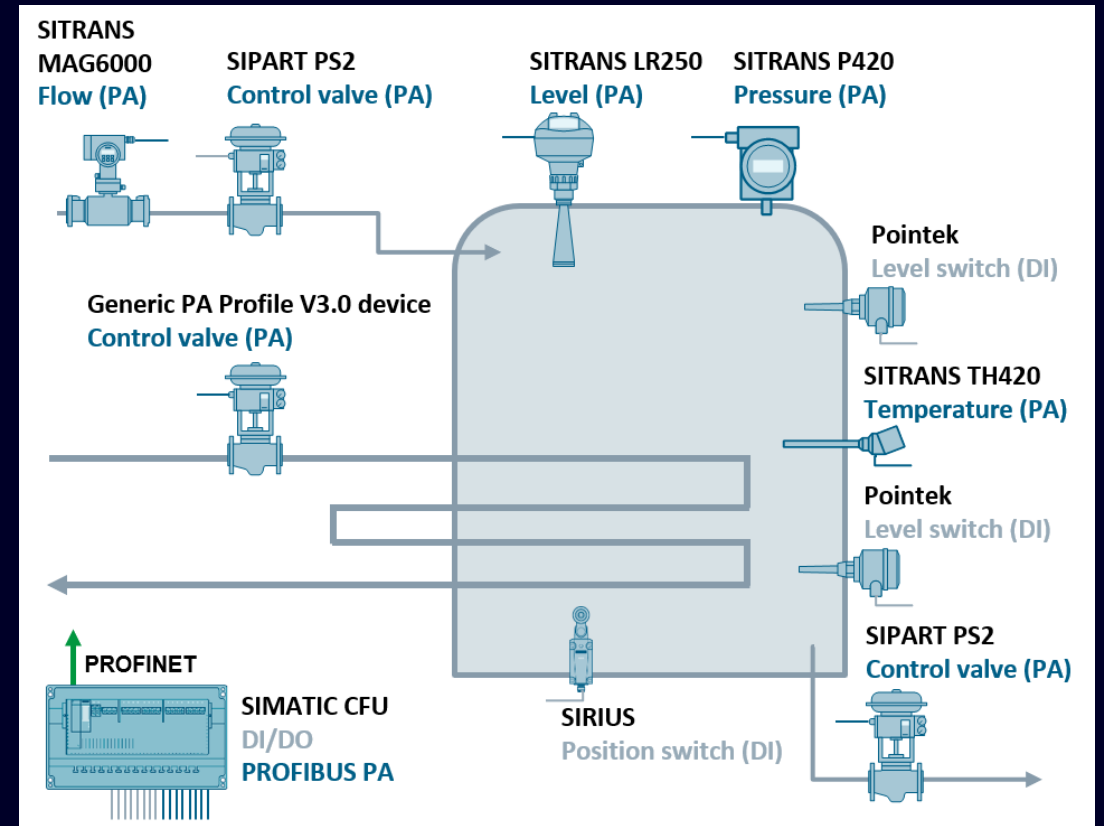 SITRANS
MAG6000
Flow (PA)
SIPART PS2
Control valve (PA)
SITRANS LR250
Level (PA)
SITRANS P420
Pressure (PA)
Pointek
Level switch (DI)
Generic PA Profile V3.0 device
Control valve (PA)
SITRANS TH420
Temperature (PA)
Pointek
Level switch (DI)
SIPART PS2
Control valve (PA)
PROFINET
SIMATIC CFU
DI/DO
PROFIBUS PA
SIRIUS
Position switch (DI)